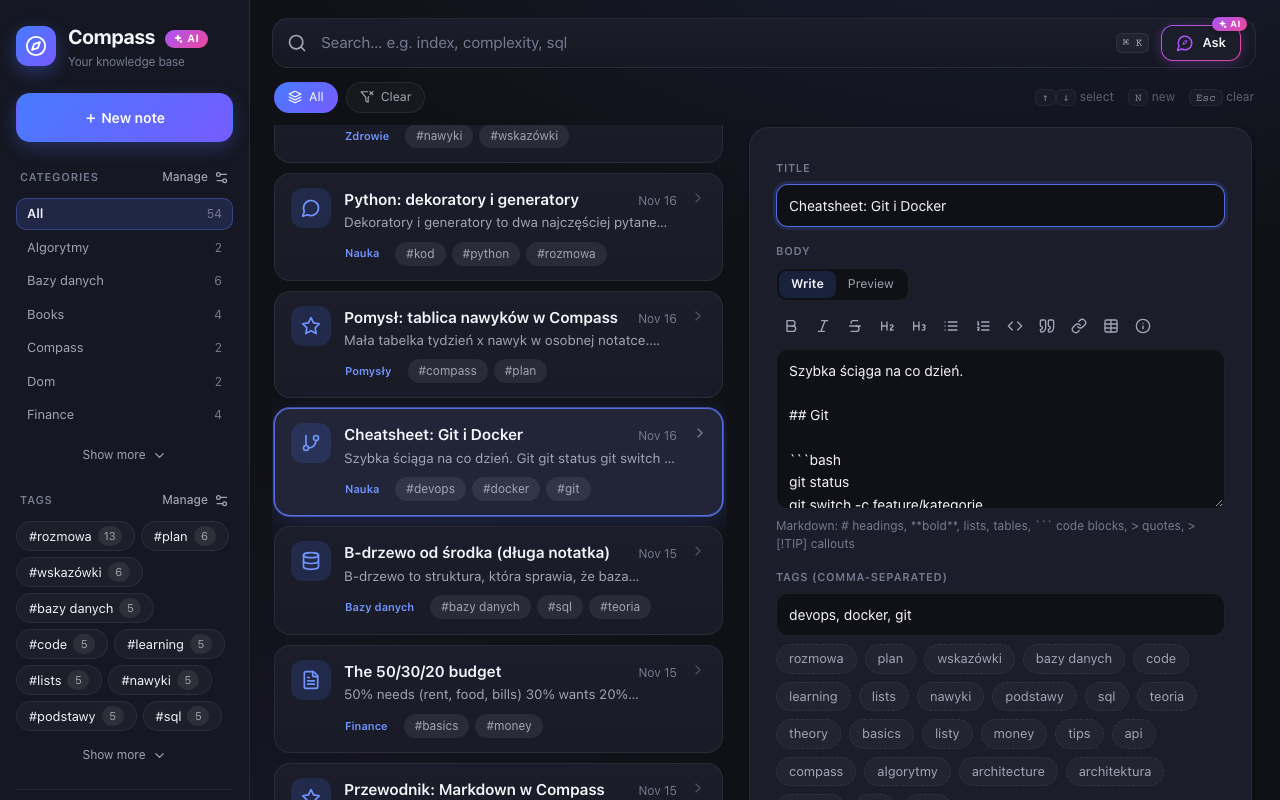 Compass AI
Your knowledge base
+ New note
CATEGORIES Manage
All 54
Algorytmy 2
Bazy danych 6
Books 4
Compass 2
Dom 2
Finance 4
Show more
TAGS Manage
#rozmowa 13 #plan 6
#wskazówki 6
#bazy danych 5
#code 5 #learning 5
#lists 5 #nawyki 5
#podstawy 5 #sql 5
Show more
Search... e.g. index, complexity, sql ⌘ K Ask AI
All Clear
↑ ↓ select N new Esc clear
Zdrowie #nawyki #wskazówki
Python: dekoratory i generatory Nov 16
Dekoratory i generatory to dwa najczęściej pytane...
Nauka #kod #python #rozmowa
Pomysł: tablica nawyków w Compass Nov 16
Mała tabelka tydzień x nawyk w osobnej notatce....
Pomysły #compass #plan
Cheatsheet: Git i Docker Nov 16
Szybka ściąga na co dzień. Git git status git switch ...
Nauka #devops #docker #git
B-drzewo od środka (długa notatka) Nov 15
B-drzewo to struktura, która sprawia, że baza...
Bazy danych #bazy danych #sql #teoria
The 50/30/20 budget Nov 15
50% needs (rent, food, bills) 30% wants 20%...
Finance #basics #money
Przewodnik: Markdown w Compass Nov 15
TITLE
Cheatsheet: Git i Docker
BODY
Write Preview
B I S H2 H3
Szybka ściąga na co dzień.
## Git
```bash
git status
git switch -c feature/kategorie
Markdown: # headings, **bold**, lists, tables, ``` code blocks, > quotes, >
[!TIP] callouts
TAGS (COMMA-SEPARATED)
devops, docker, git
rozmowa plan wskazówki bazy danych code
learning lists nawyki podstawy sql teoria
theory basics listy money tips api
compass algorytmy architecture architektura